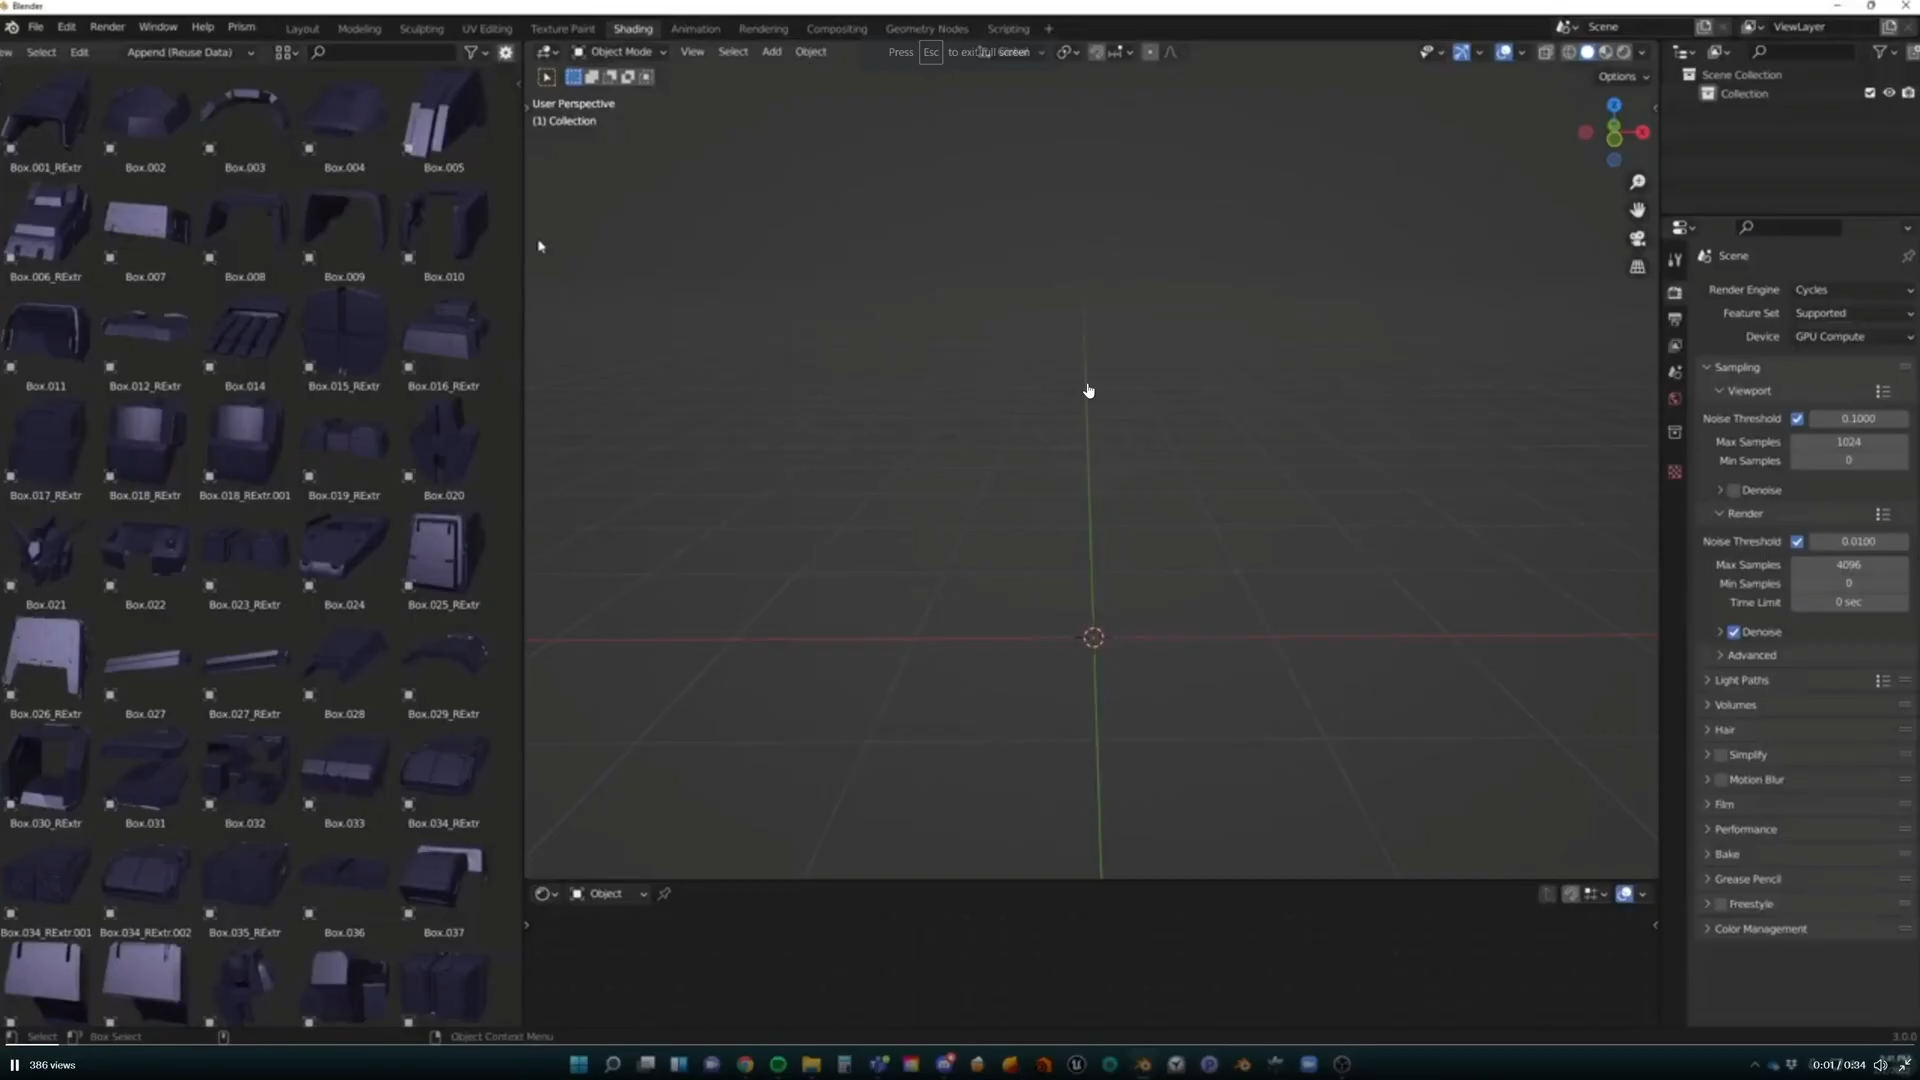 Blender
File Edit Render Window Help Prism Layout Modeling Sculpting UV Editing Texture Paint Shading Animation Rendering Compositing Geometry Nodes Scripting + Scene ViewLayer
Select Edit Append (Reuse Data) Object Mode View Select Add Object Press Esc to exit full screen
Options
User Perspective
(1) Collection
Scene Collection
Collection
Box.001_RExtr Box.002 Box.003 Box.004 Box.005
Box.006_RExtr Box.007 Box.008 Box.009 Box.010
Box.011 Box.012_RExtr Box.014 Box.015_RExtr Box.016_RExtr
Box.017_RExtr Box.018_RExtr Box.018_RExtr.001 Box.019_RExtr Box.020
Box.021 Box.022 Box.023_RExtr Box.024 Box.025_RExtr
Box.026_RExtr Box.027 Box.027_RExtr Box.028 Box.029_RExtr
Box.030_RExtr Box.031 Box.032 Box.033 Box.034_RExtr
Box.034_RExtr.001 Box.034_RExtr.002 Box.035_RExtr Box.036 Box.037
Z
X
Scene
Render Engine Cycles
Feature Set Supported
Device GPU Compute
Sampling
Viewport
Noise Threshold 0.1000
Max Samples 1024
Min Samples 0
Denoise
Render
Noise Threshold 0.0100
Max Samples 4096
Min Samples 0
Time Limit 0 sec
Denoise
Advanced
Light Paths
Volumes
Hair
Simplify
Motion Blur
Film
Performance
Bake
Grease Pencil
Freestyle
Color Management
Object
Select Box Select Object Context Menu 3.0.0
386 views 0:01 / 0:34